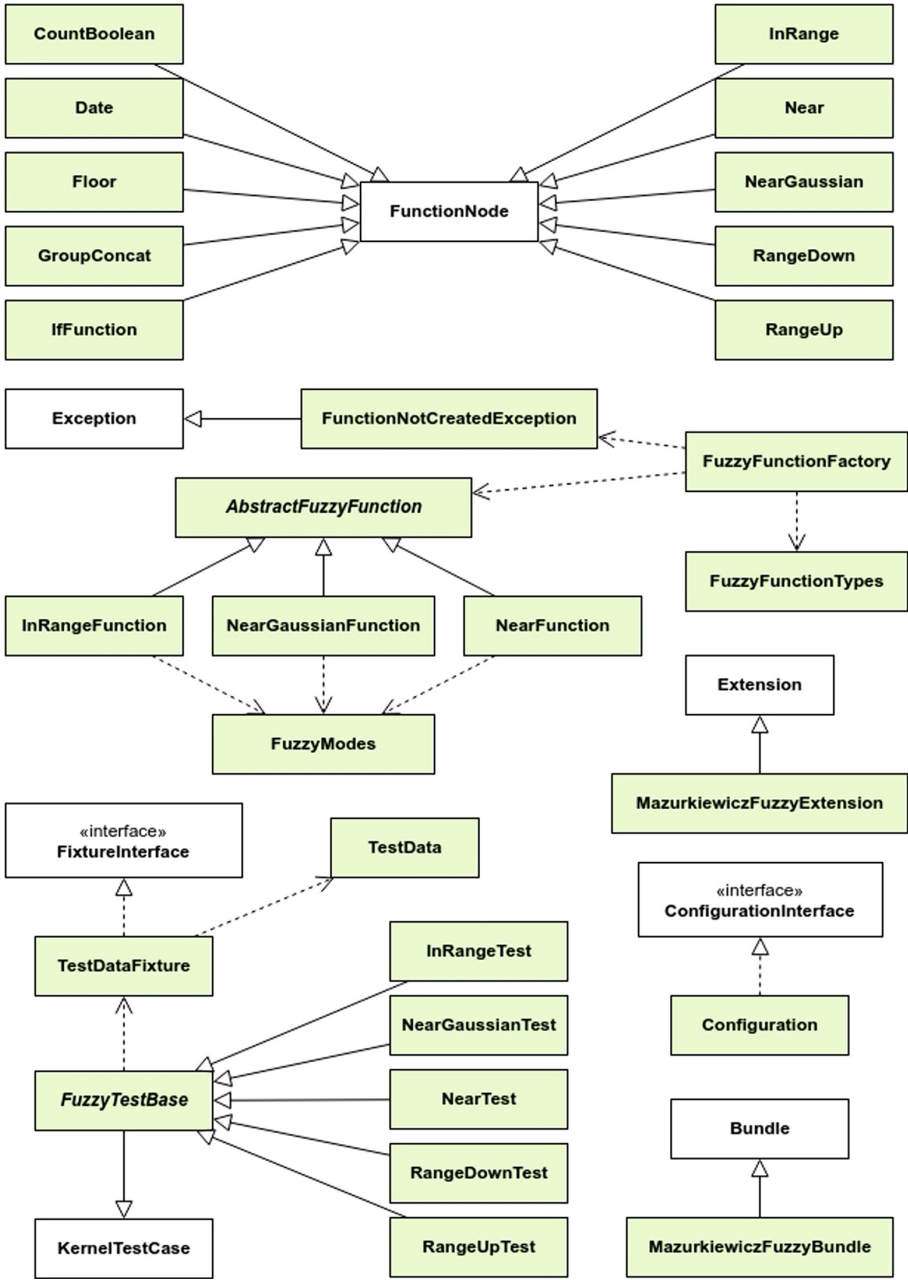 CountBoolean
Date
Floor
GroupConcat
IfFunction
FunctionNode
InRange
Near
NearGaussian
RangeDown
RangeUp
Exception
FunctionNotCreatedException
FuzzyFunctionFactory
AbstractFuzzyFunction
FuzzyFunctionTypes
InRangeFunction
NearGaussianFunction
NearFunction
FuzzyModes
Extension
MazurkiewiczFuzzyExtension
«interface»
FixtureInterface
TestData
TestDataFixture
«interface»
ConfigurationInterface
Configuration
InRangeTest
NearGaussianTest
NearTest
RangeDownTest
RangeUpTest
FuzzyTestBase
KernelTestCase
Bundle
MazurkiewiczFuzzyBundle